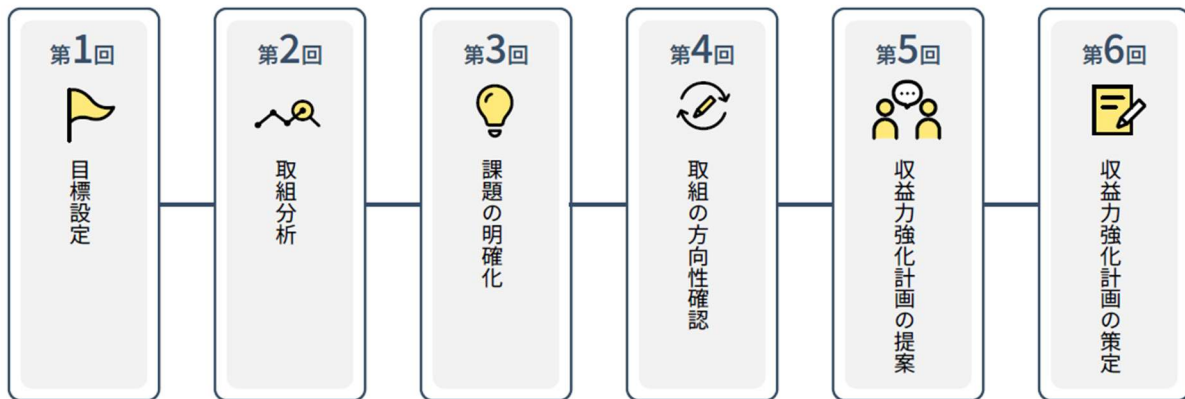 第1回
目標設定
第2回
取組分析
第3回
課題の明確化
第4回
取組の方向性確認
第5回
収益力強化計画の提案
第6回
収益力強化計画の策定